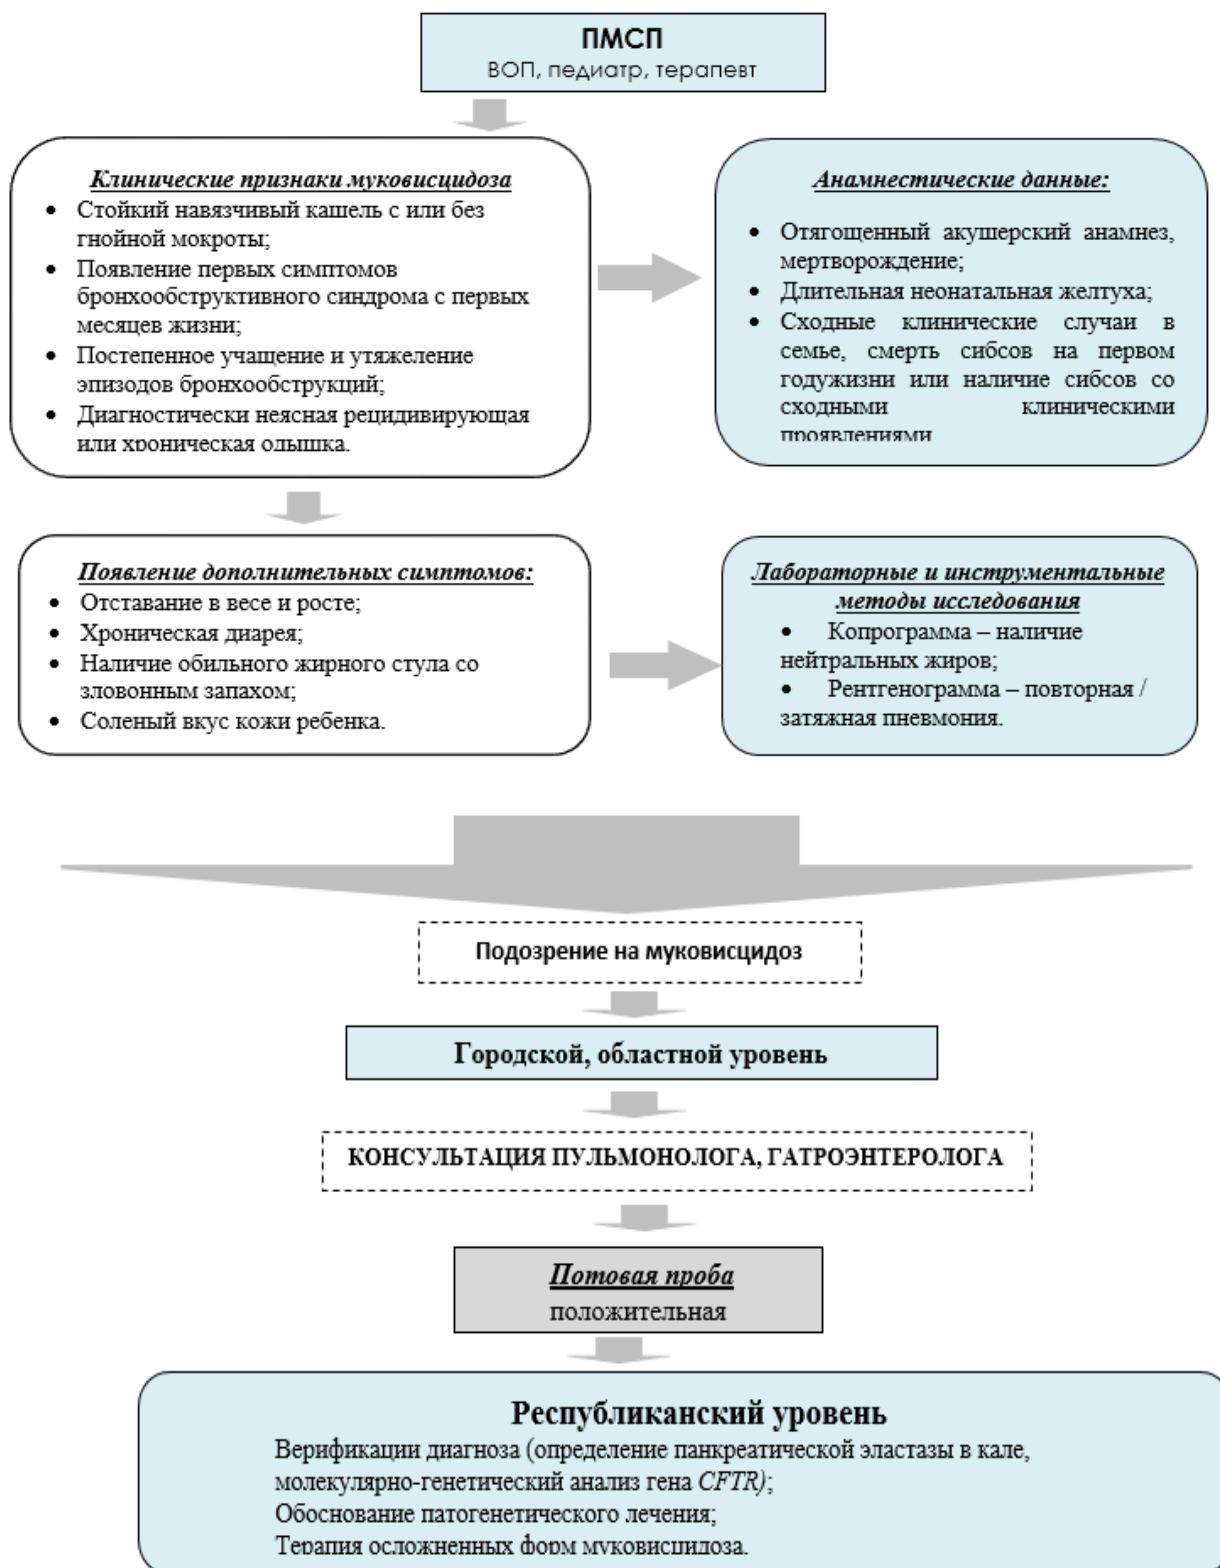 ПМСП
ВОП, педиатр, терапевт
Клинические признаки муковисцидоза
• Стойкий навязчивый кашель с или без
гнойной мокроты;
• Появление первых симптомов
бронхообструктивного синдрома с первых
месяцев жизни;
• Постепенное учащение и утяжеление
эпизодов бронхообструкций;
• Диагностически неясная рецидивирующая
или хроническая одышка.
Анамнестические данные:
• Отягощенный акушерский анамнез,
мертворождение;
• Длительная неонатальная желтуха;
• Сходные клинические случаи в
семье, смерть сибсов на первом
годужизни или наличие сибсов со
сходными клиническими
проявлениями
Появление дополнительных симптомов:
• Отставание в весе и росте;
• Хроническая диарея;
• Наличие обильного жирного стула со
зловонным запахом;
• Соленый вкус кожи ребенка.
Лабораторные и инструментальные
методы исследования
• Копрограмма – наличие
нейтральных жиров;
• Рентгенограмма – повторная /
затяжная пневмония.
Подозрение на муковисцидоз
Городской, областной уровень
КОНСУЛЬТАЦИЯ ПУЛЬМОНОЛОГА, ГАТРОЭНТЕРОЛОГА
Потовая проба
положительная
Республиканский уровень
Верификации диагноза (определение панкреатической эластазы в кале,
молекулярно-генетический анализ гена CFTR);
Обоснование патогенетического лечения;
Терапия осложненных форм муковисцидоза.